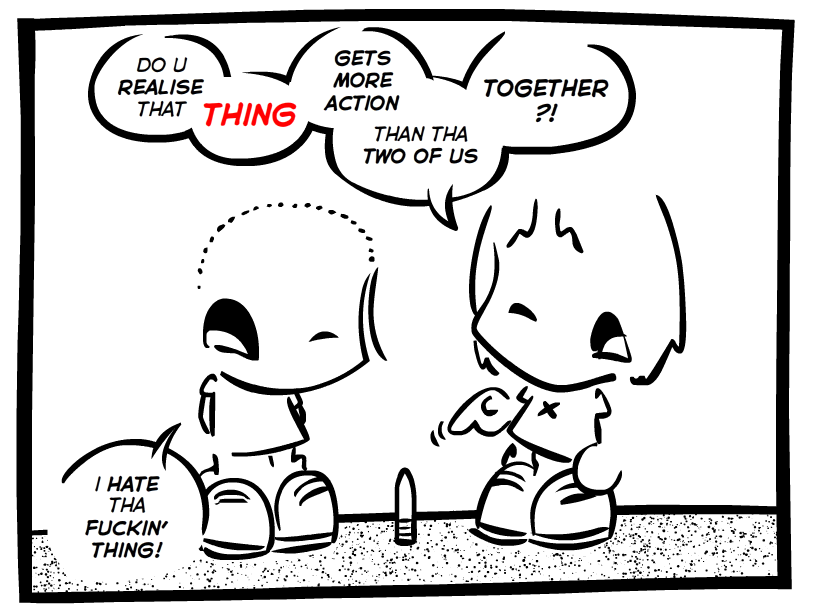 DO U
REALISE
THAT
THING
GETS
MORE
ACTION
THAN THA
TWO OF US
TOGETHER
?!
I HATE
THA
FUCKIN'
THING!